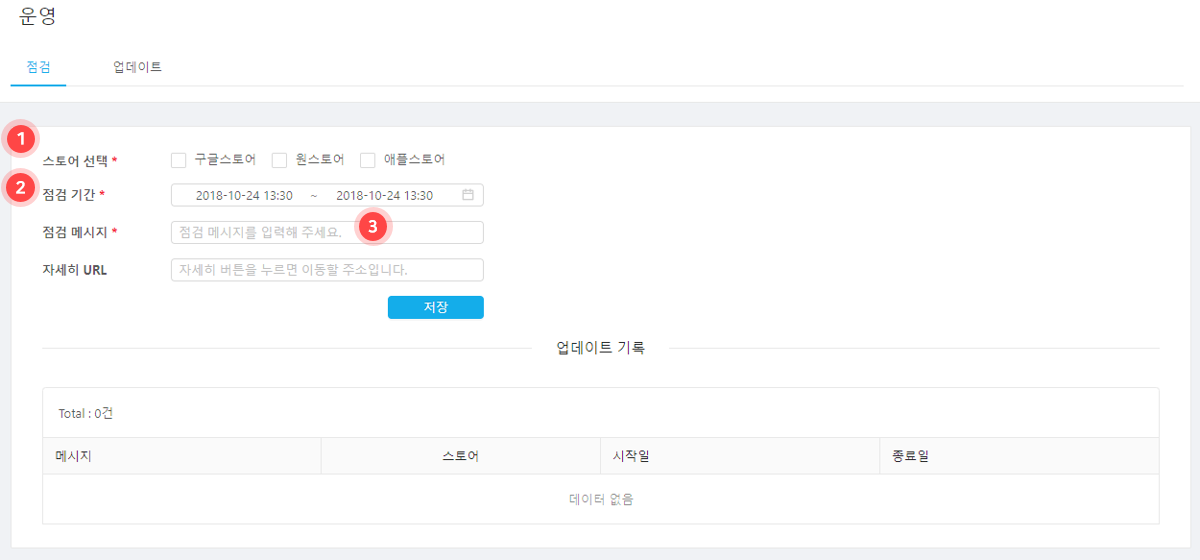 운영
점검 업데이트
1
스토어 선택 * 구글스토어 원스토어 애플스토어
2
점검 기간 * 2018-10-24 13:30 ~ 2018-10-24 13:30
3
점검 메시지 * 점검 메시지를 입력해 주세요.
자세히 URL 자세히 버튼을 누르면 이동할 주소입니다.
저장
업데이트 기록
Total : 0건
메시지 스토어 시작일 종료일
데이터 없음